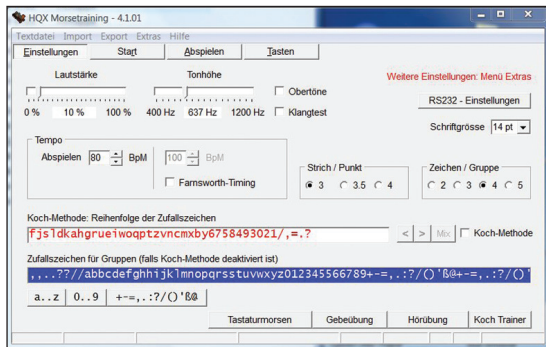 HQX Morsetraining - 4.1.01
Textdatei Import Export Extras Hilfe
Einstellungen Start Abspielen Tasten
Lautstärke Tonhöhe
Weitere Einstellungen: Menü Extras
Obertöne
RS232 - Einstellungen
0 % 10 % 100 % 400 Hz 637 Hz 1200 Hz Klangtest
Schriftgrösse 14 pt
Tempo
Abspielen 80 BpM 100 BpM
Strich / Punkt Zeichen / Gruppe
Farnsworth-Timing
3 3.5 4 2 3 4 5
Koch-Methode: Reihenfolge der Zufallszeichen
fjsldkahgrueiwoqptzvncmxby6758493021/,=.?
< > Mix Koch-Methode
Zufallszeichen für Gruppen (falls Koch-Methode deaktiviert ist)
,,..??//abbcdefghhijklmnopqrsstuvwxyz012345566789+-=,.:?/()'ß@+-=,.:?/()'
a..z 0..9 +-=,.:?/()'ß@
Tastaturmorsen Gebeübung Hörübung Koch Trainer